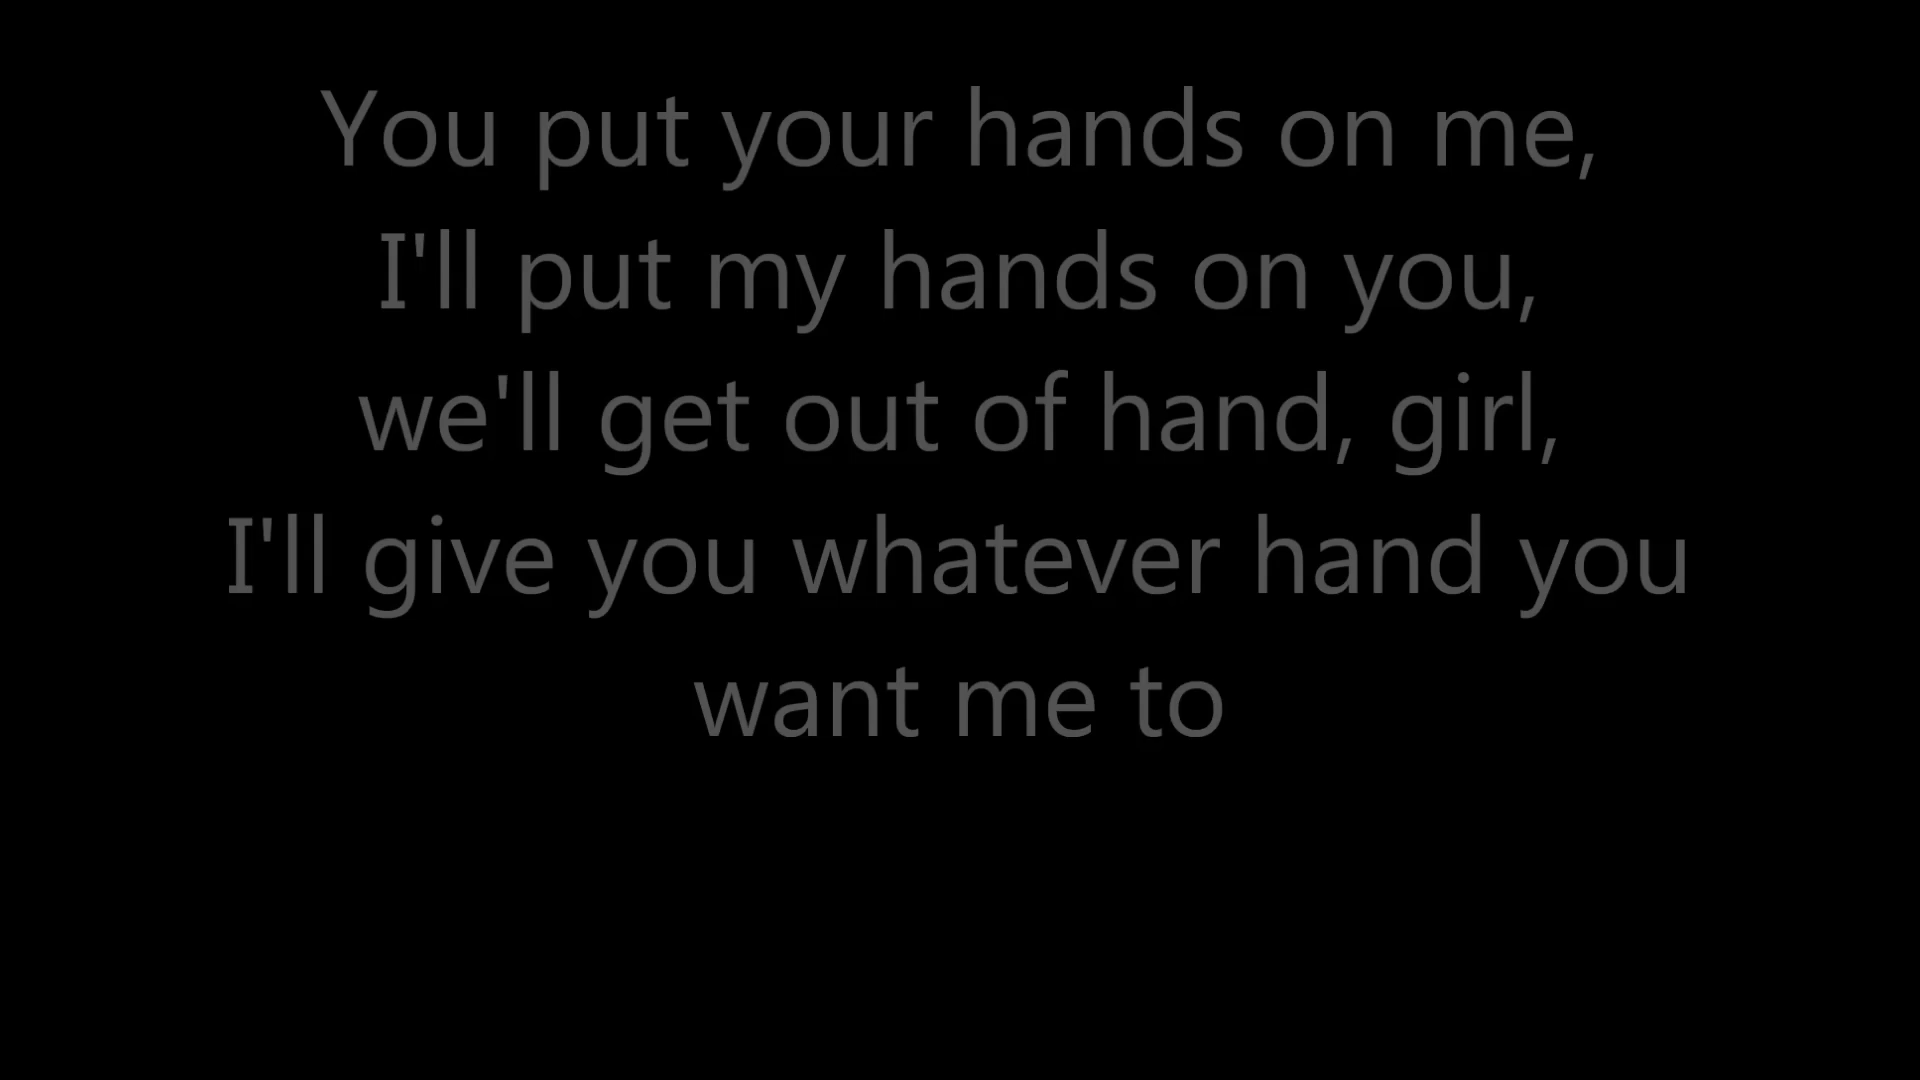 You put your hands on me,
I'll put my hands on you,
we'll get out of hand, girl,
I'll give you whatever hand you
want me to